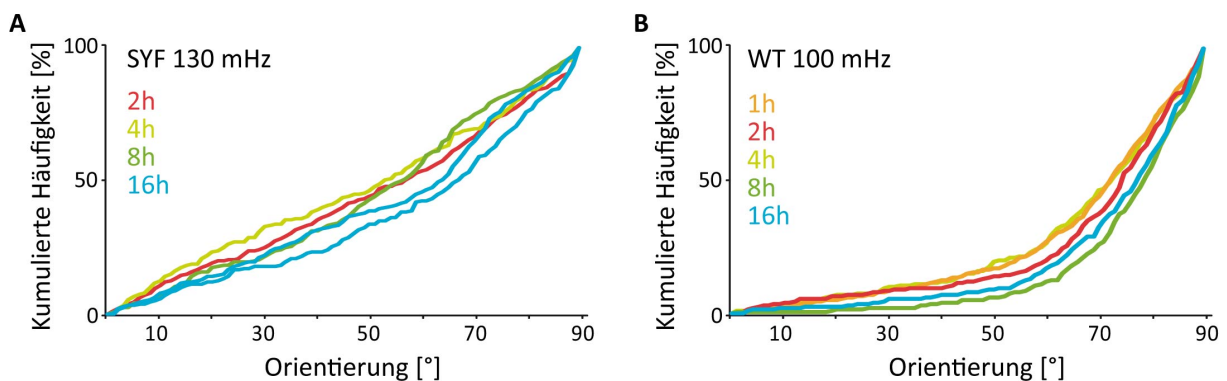 A
Kumulierte Häufigkeit [%]
100
50
0
SYF 130 mHz
2h
4h
8h
16h
10
30
50
70
90
Orientierung [°]
B
Kumulierte Häufigkeit [%]
100
50
0
WT 100 mHz
1h
2h
4h
8h
16h
10
30
50
70
90
Orientierung [°]